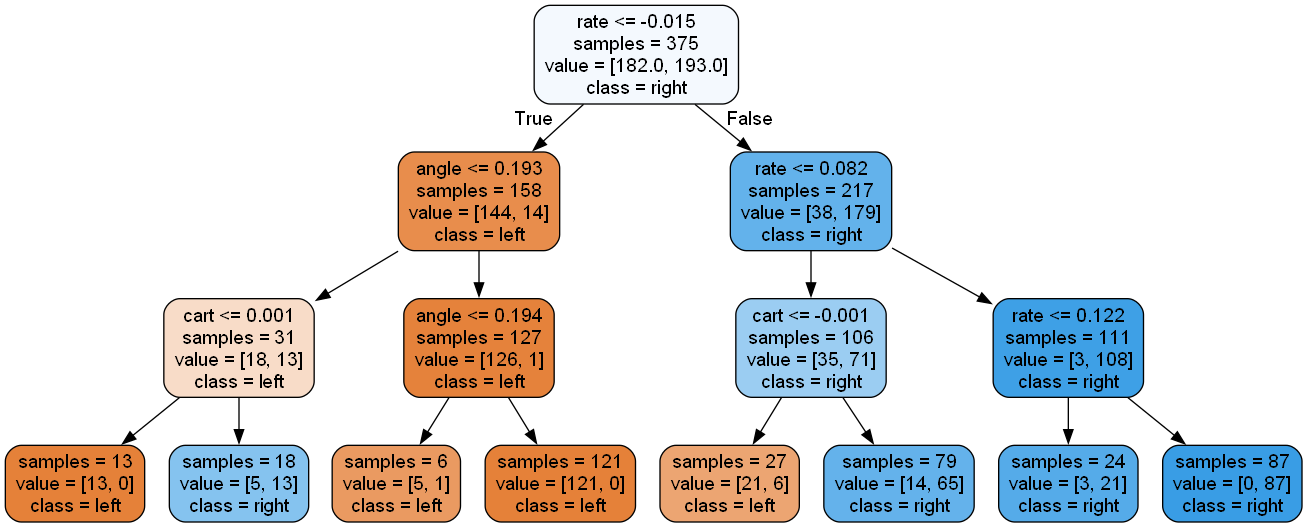 rate <= -0.015
samples = 375
value = [182.0, 193.0]
class = right
True
False
angle <= 0.193
samples = 158
value = [144, 14]
class = left
rate <= 0.082
samples = 217
value = [38, 179]
class = right
cart <= 0.001
samples = 31
value = [18, 13]
class = left
angle <= 0.194
samples = 127
value = [126, 1]
class = left
cart <= -0.001
samples = 106
value = [35, 71]
class = right
rate <= 0.122
samples = 111
value = [3, 108]
class = right
samples = 13
value = [13, 0]
class = left
samples = 18
value = [5, 13]
class = right
samples = 6
value = [5, 1]
class = left
samples = 121
value = [121, 0]
class = left
samples = 27
value = [21, 6]
class = left
samples = 79
value = [14, 65]
class = right
samples = 24
value = [3, 21]
class = right
samples = 87
value = [0, 87]
class = right